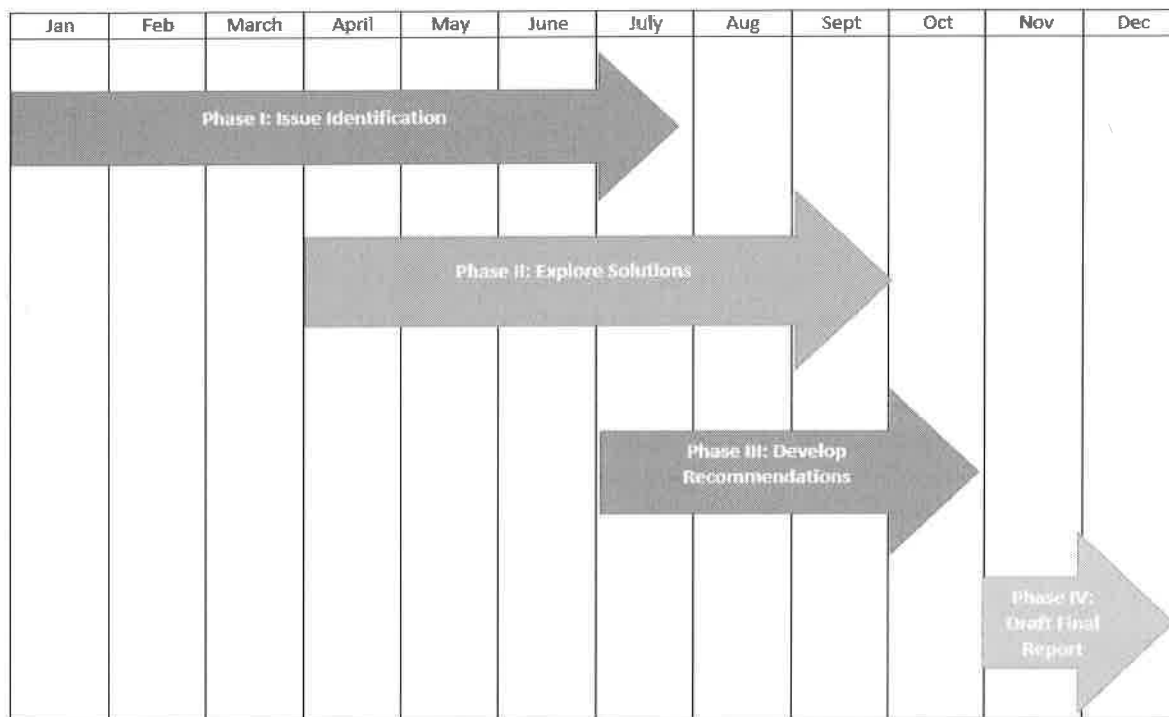 Jan Feb March April May June July Aug Sept Oct Nov Dec
Phase I: Issue Identification
Phase II: Explore Solutions
Phase III: Develop
Recommendations
Phase IV:
Draft Final
Report